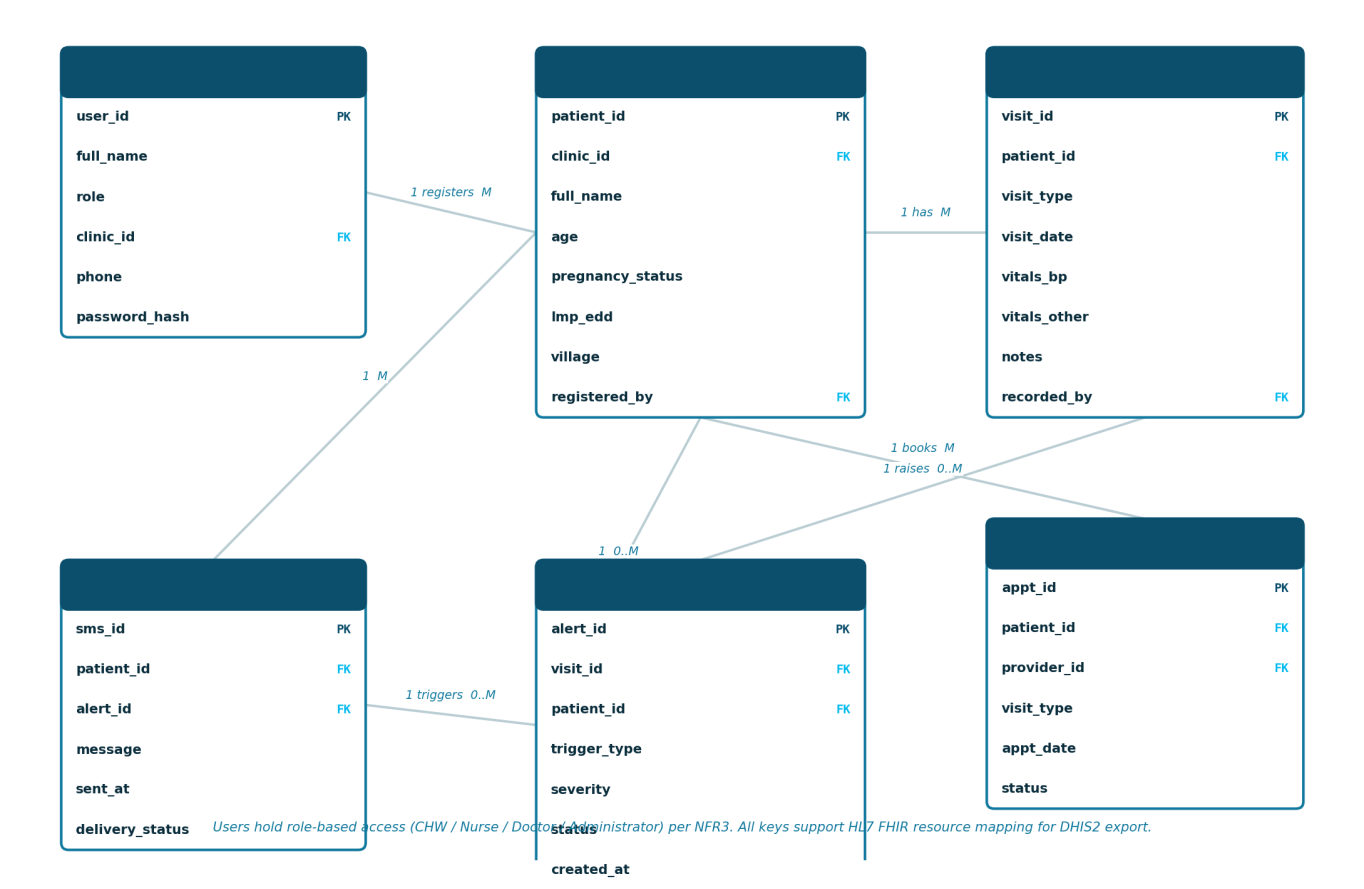 user_id PK
full_name
role
clinic_id FK
phone
password_hash
1 registers M
patient_id PK
clinic_id FK
full_name
age
pregnancy_status
lmp_edd
village
registered_by FK
1 has M
visit_id PK
patient_id FK
visit_type
visit_date
vitals_bp
vitals_other
notes
recorded_by FK
1 M
1 books M
1 raises 0..M
1 0..M
sms_id PK
patient_id FK
alert_id FK
message
sent_at
delivery_status
1 triggers 0..M
alert_id PK
visit_id FK
patient_id FK
trigger_type
severity
status
created_at
appt_id PK
patient_id FK
provider_id FK
visit_type
appt_date
status
Users hold role-based access (CHW / Nurse / Doctor / Administrator) per NFR3. All keys support HL7 FHIR resource mapping for DHIS2 export.